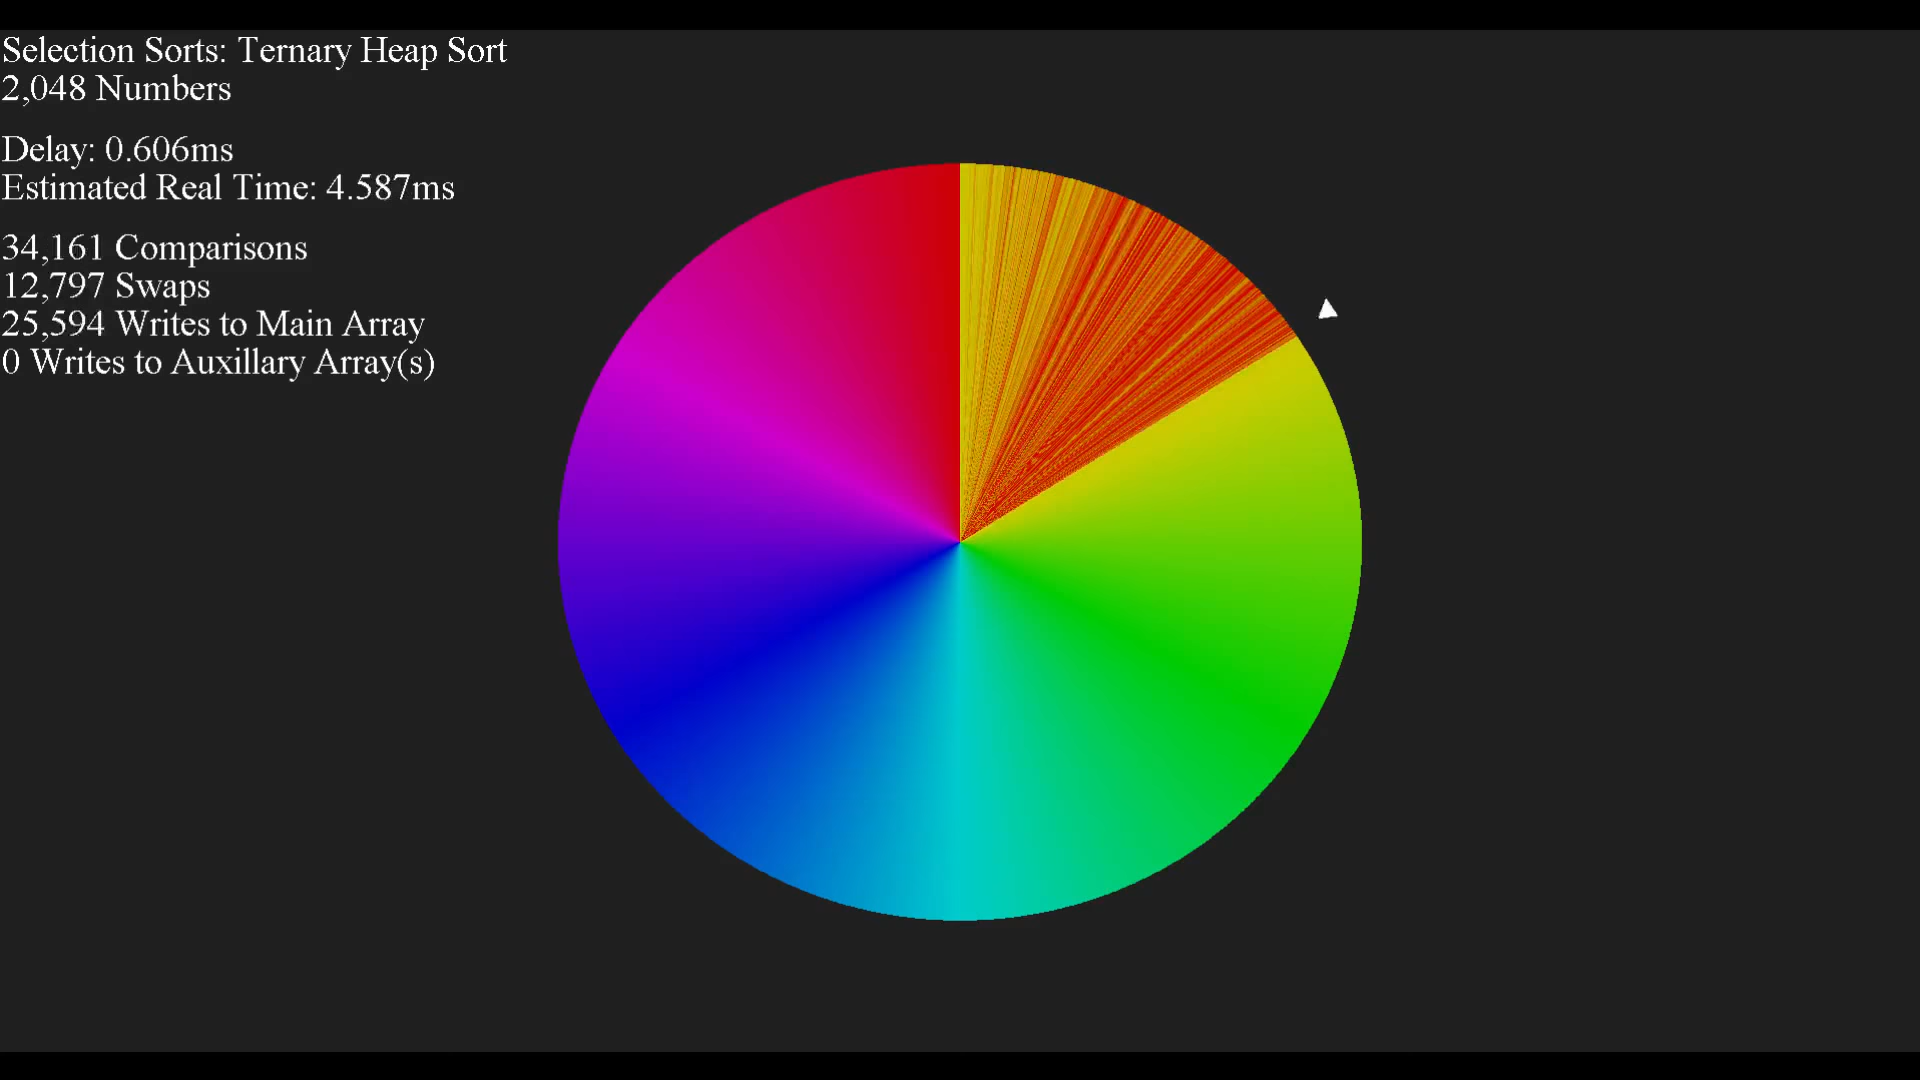 Selection Sorts: Ternary Heap Sort
2,048 Numbers
Delay: 0.606ms
Estimated Real Time: 4.587ms
34,161 Comparisons
12,797 Swaps
25,594 Writes to Main Array
0 Writes to Auxillary Array(s)